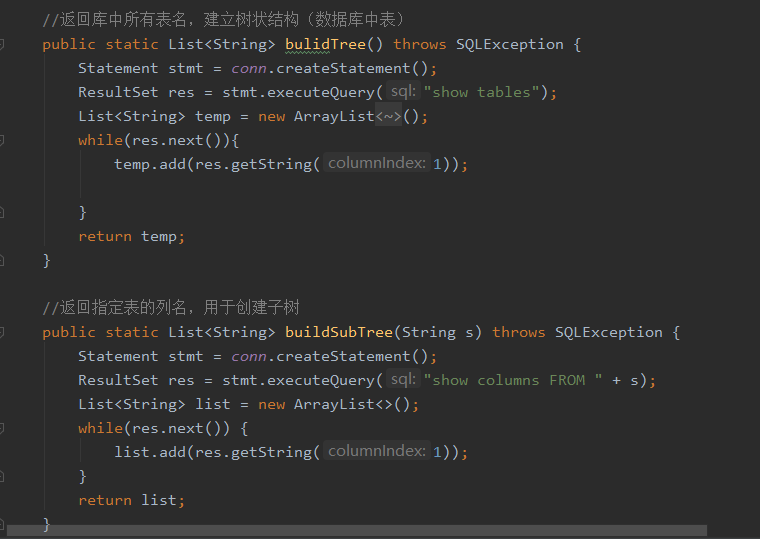 //返回库中所有表名，建立树状结构（数据库中表）
public static List<String> bulidTree() throws SQLException {
Statement stmt = conn.createStatement();
ResultSet res = stmt.executeQuery( sql: "show tables");
List<String> temp = new ArrayList<~>();
while(res.next()){
temp.add(res.getString( columnIndex: 1));
}
return temp;
}
//返回指定表的列名，用于创建子树
public static List<String> buildSubTree(String s) throws SQLException {
Statement stmt = conn.createStatement();
ResultSet res = stmt.executeQuery( sql: "show columns FROM " + s);
List<String> list = new ArrayList<>();
while(res.next()) {
list.add(res.getString( columnIndex: 1));
}
return list;
}